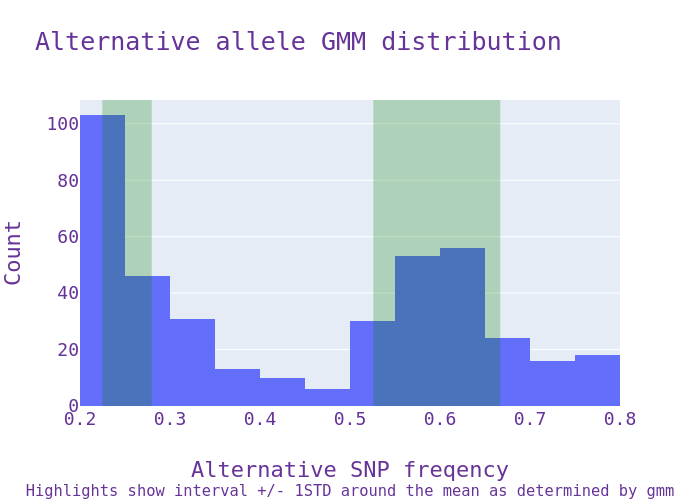 Alternative allele GMM distribution
100
80
60
40
20
0
Count
0.2 0.3 0.4 0.5 0.6 0.7 0.8
Alternative SNP freqency
Highlights show interval +/- 1STD around the mean as determined by gmm